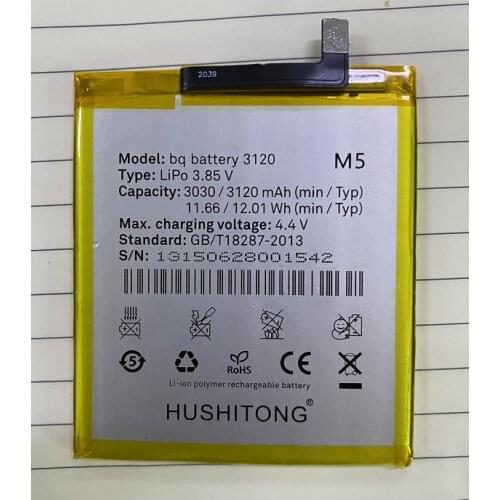 2039
Model: bq battery 3120 M5
Type: LiPo 3.85 V
Capacity: 3030 / 3120 mAh (min / Typ)
11.66 / 12.01 Wh (min / Typ)
Max. charging voltage: 4.4 V
Standard: GB/T18287-2013
S/N: 13150628001542
5 RoHS CE
Li-ion polymer rechargeable battery
HUSHITONG®